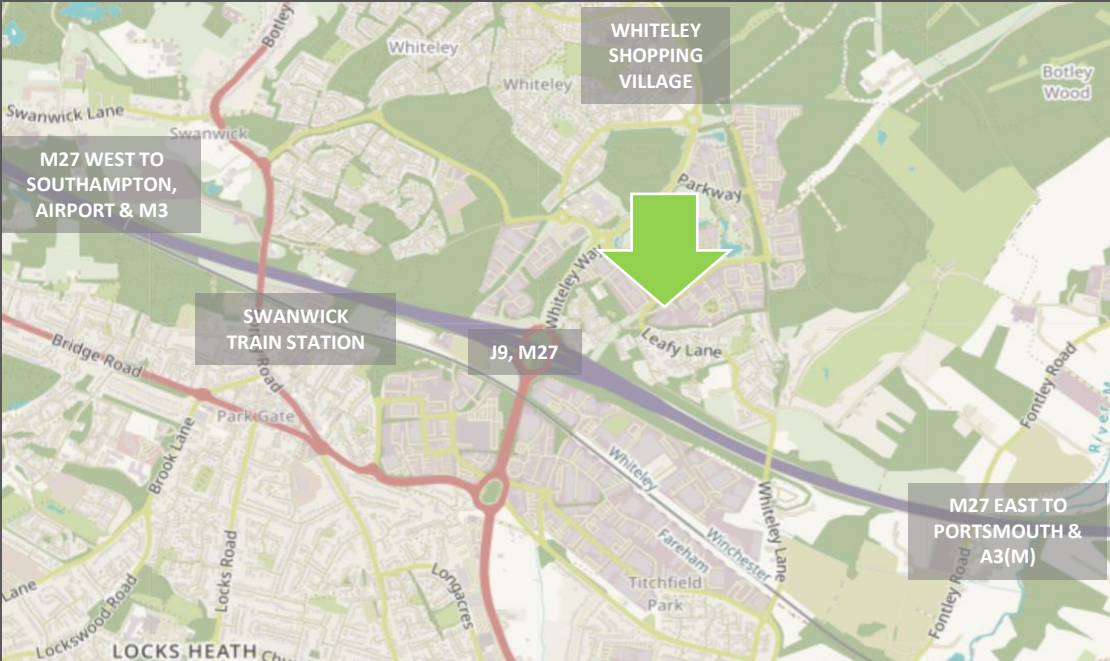 WHITELEY
SHOPPING
VILLAGE
Botley
Whiteley
Whiteley
Botley
Wood
Swanwick Lane
Swanwick
M27 WEST TO
SOUTHAMPTON,
AIRPORT & M3
Parkway
Whiteley Way
SWANWICK
TRAIN STATION
J9, M27
Leafy Lane
Bridge Road
Road
Park Gate
Fontley Road
River M
Brook Lane
Whiteley
Fareham
Winchester
Whiteley Lane
M27 EAST TO
PORTSMOUTH &
A3(M)
Locks Road
Longacres
Titchfield
Park
Fontley Road
Lane
Lockswood Road
LOCKS HEATH